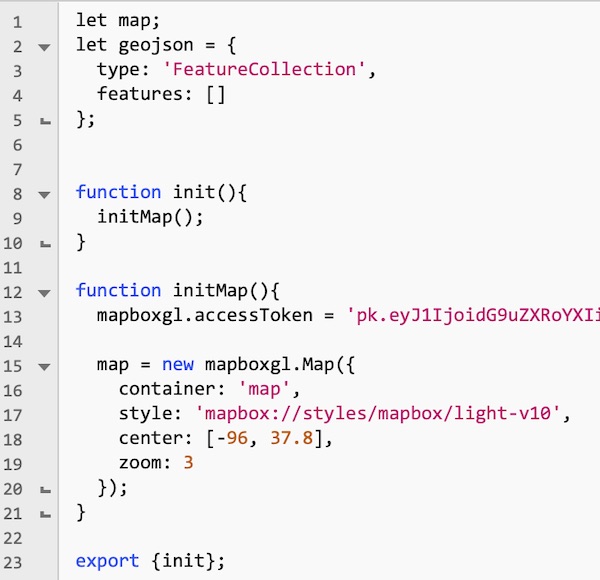 1 let map;
2 let geojson = {
3 type: 'FeatureCollection',
4 features: []
5 };
6
7
8 function init(){
9 initMap();
10 }
11
12 function initMap(){
13 mapboxgl.accessToken = 'pk.eyJ1IjoidG9uZXRoYXIi
14
15 map = new mapboxgl.Map({
16 container: 'map',
17 style: 'mapbox://styles/mapbox/light-v10',
18 center: [-96, 37.8],
19 zoom: 3
20 });
21 }
22
23 export {init};